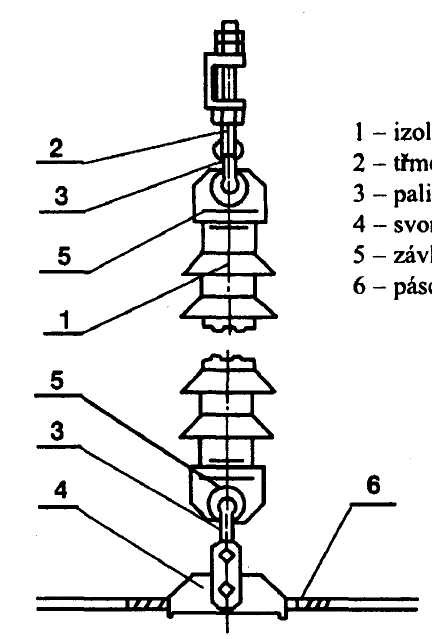 2
3
5
1
5
3
4
6
1 – izol
2 – třme
3 – pali
4 – svor
5 – závl
6 – páso